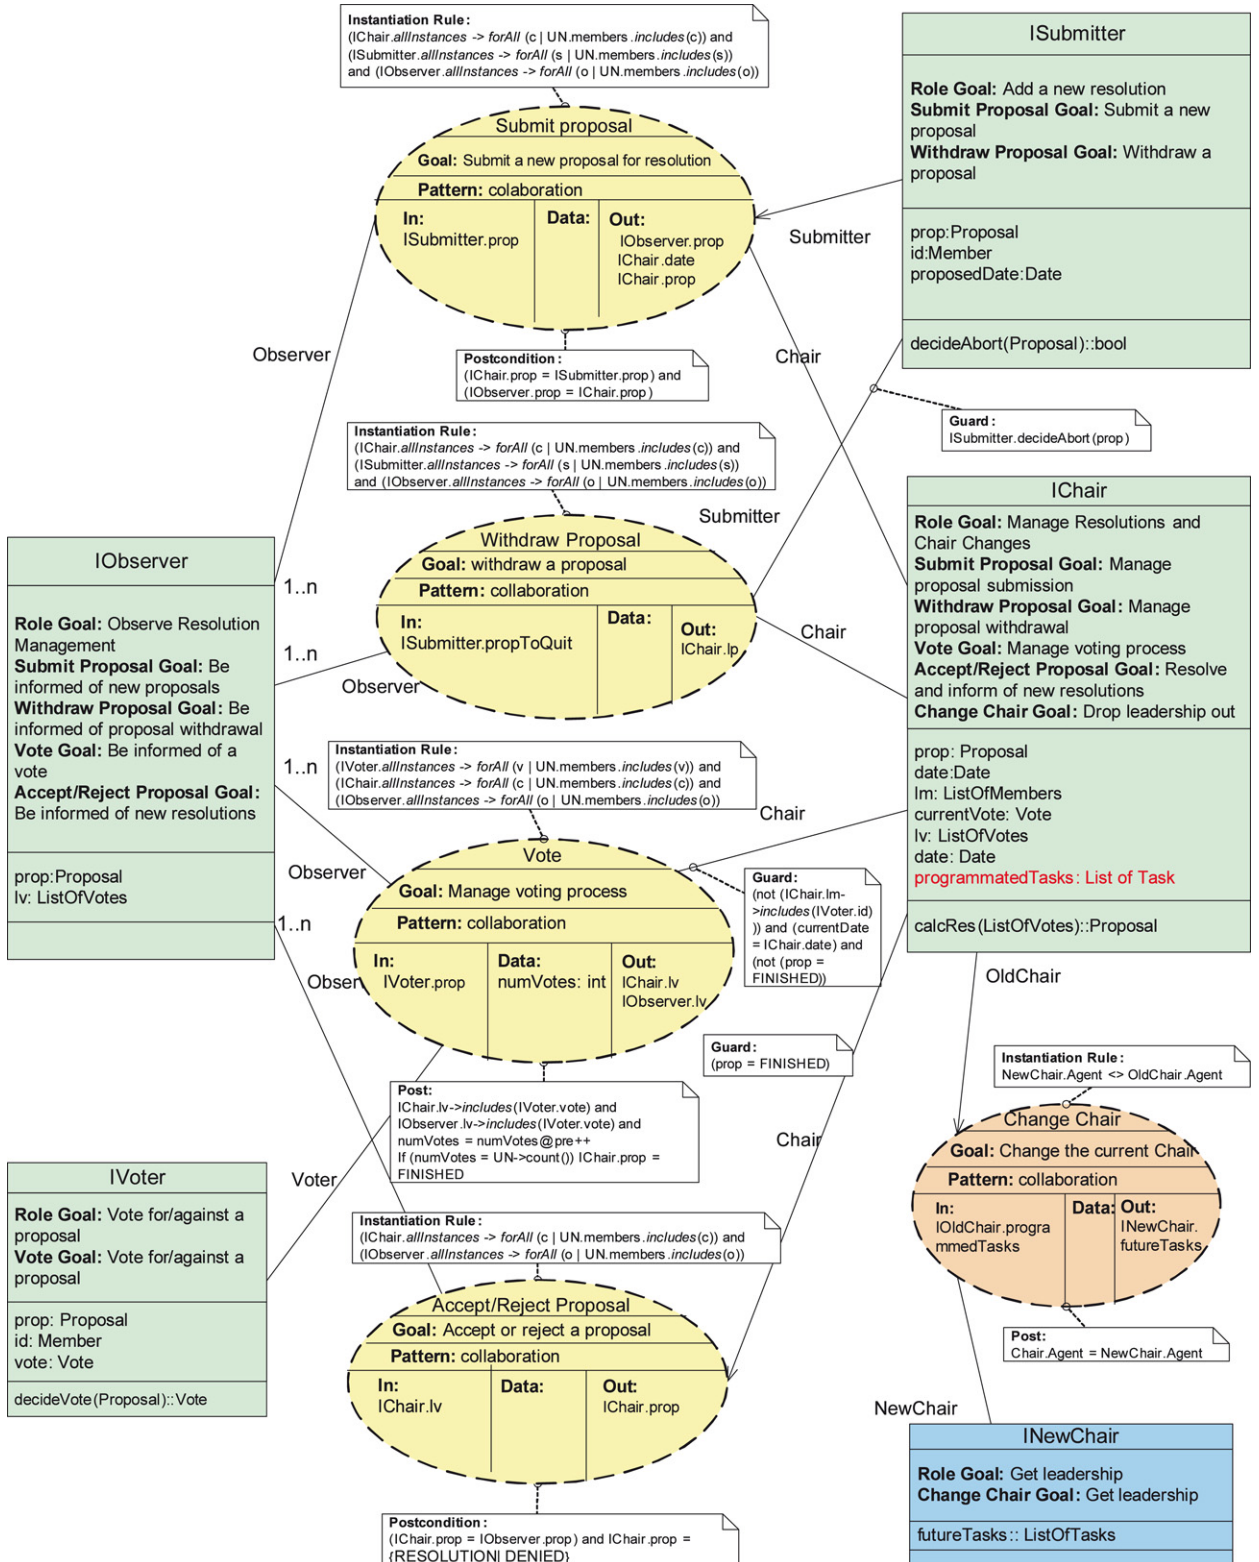 Instantiation Rule:
(IChair.allInstances -> forAll (c | UN.members.includes(c)) and
(ISubmitter.allInstances -> forAll (s | UN.members.includes(s))
and (IObserver.allInstances -> forAll (o | UN.members.includes(o))
Submit proposal
Goal: Submit a new proposal for resolution
Pattern: colaboration
In:
ISubmitter.prop
Data:
Out:
IObserver.prop
IChair.date
IChair.prop
Postcondition:
(IChair.prop = ISubmitter.prop) and
(IObserver.prop = IChair.prop)
ISubmitter
Role Goal: Add a new resolution
Submit Proposal Goal: Submit a new
proposal
Withdraw Proposal Goal: Withdraw a
proposal
prop:Proposal
id:Member
proposedDate:Date
decideAbort(Proposal)::bool
Submitter
Observer
Chair
Guard:
ISubmitter.decideAbort(prop)
Instantiation Rule:
(IChair.allInstances -> forAll (c | UN.members.includes(c)) and
(ISubmitter.allInstances -> forAll (s | UN.members.includes(s))
and (IObserver.allInstances -> forAll (o | UN.members.includes(o))
Submitter
Withdraw Proposal
Goal: withdraw a proposal
Pattern: collaboration
In:
ISubmitter.propToQuit
Data:
Out:
IChair.lp
Chair
Observer
IObserver
Role Goal: Observe Resolution
Management
Submit Proposal Goal: Be
informed of new proposals
Withdraw Proposal Goal: Be
informed of proposal withdrawal
Vote Goal: Be informed of a
vote
Accept/Reject Proposal Goal:
Be informed of new resolutions
prop:Proposal
lv: ListOfVotes
1..n
1..n
1..n
1..n
IChair
Role Goal: Manage Resolutions and
Chair Changes
Submit Proposal Goal: Manage
proposal submission
Withdraw Proposal Goal: Manage
proposal withdrawal
Vote Goal: Manage voting process
Accept/Reject Proposal Goal: Resolve
and inform of new resolutions
Change Chair Goal: Drop leadership out
prop: Proposal
date:Date
lm: ListOfMembers
currentVote: Vote
lv: ListOfVotes
date: Date
programmatedTasks: List of Task
calcRes(ListOfVotes)::Proposal
Instantiation Rule:
(IVoter.allInstances -> forAll (v | UN.members.includes(v)) and
(IChair.allInstances -> forAll (c | UN.members.includes(c)) and
(IObserver.allInstances -> forAll (o | UN.members.includes(o))
Chair
Observer
Vote
Goal: Manage voting process
Pattern: collaboration
In:
IVoter.prop
Data:
numVotes: int
Out:
IChair.lv
IObserver.lv
Guard:
(not (IChair.lm-
>includes(IVoter.id)
)) and (currentDate
= IChair.date) and
(not (prop =
FINISHED))
Obser
OldChair
Guard:
(prop = FINISHED)
Post:
IChair.lv->includes(IVoter.vote) and
IObserver.lv->includes(IVoter.vote) and
numVotes = numVotes@pre++
If (numVotes = UN->count()) IChair.prop =
FINISHED
Instantiation Rule:
NewChair.Agent <> OldChair.Agent
Change Chair
Goal: Change the current Chair
Pattern: collaboration
In:
IOldChair.progra
mmedTasks
Data:
Out:
INewChair.
futureTasks
Post:
Chair.Agent = NewChair.Agent
Chair
Voter
IVoter
Role Goal: Vote for/against a
proposal
Vote Goal: Vote for/against a
proposal
prop: Proposal
id: Member
vote: Vote
decideVote(Proposal)::Vote
Instantiation Rule:
(IChair.allInstances -> forAll (c | UN.members.includes(c)) and
(IObserver.allInstances -> forAll (o | UN.members.includes(o))
Accept/Reject Proposal
Goal: Accept or reject a proposal
Pattern: collaboration
In:
IChair.lv
Data:
Out:
IChair.prop
Postcondition:
(IChair.prop = IObserver.prop) and IChair.prop =
{RESOLUTION| DENIED}
NewChair
INewChair
Role Goal: Get leadership
Change Chair Goal: Get leadership
futureTasks:: ListOfTasks